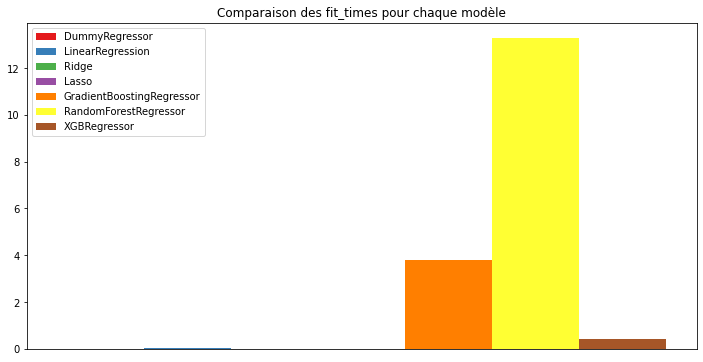 Comparaison des fit_times pour chaque modèle
DummyRegressor
LinearRegression
Ridge
Lasso
GradientBoostingRegressor
RandomForestRegressor
XGBRegressor
12
10
8
6
4
2
0